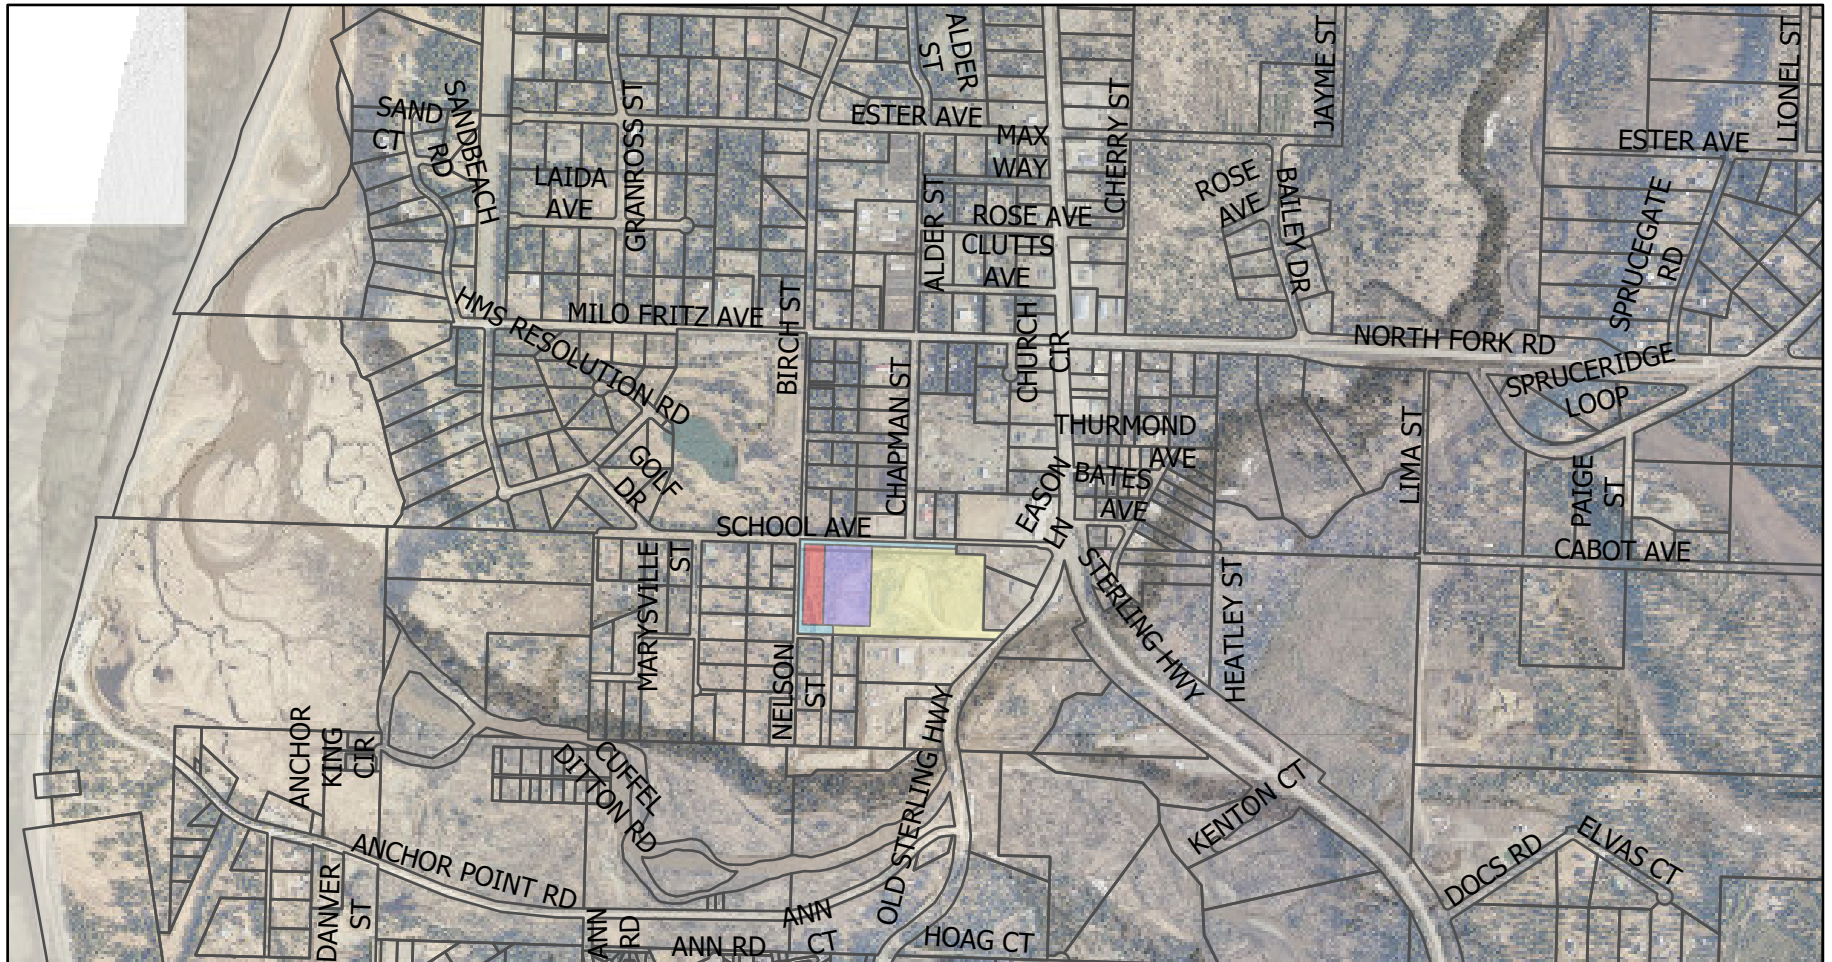 SAND
CT
SANDBEACH
RD
GRANROSS ST
ALDER
ST
ESTER AVE
MAX
WAY
CHERRY ST
JAYME ST
LIONEL ST
ESTER AVE
LAIDA
AVE
ALDER ST
ROSE AVE
CLUTTS
AVE
ROSE
AVE
BAILEY DR
SPRUCEGATE
RD
HMS RESOLUTION RD
MILO FRITZ AVE
BIRCH ST
CHURCH
CIR
NORTH FORK RD
SPRUCERIDGE
LOOP
CHAPMAN ST
THURMOND
AVE
BATES
AVE
LIMA ST
PAIGE
ST
GOLF
DR
SCHOOL AVE
EASON
LN
CABOT AVE
MARYSVILLE
ST
STERLING HWY
HEATLEY ST
NELSON
ST
ANCHOR
KING
CIR
CUFFEL
DITTON RD
OLD STERLING HWY
KENTON CT
ANCHOR POINT RD
DOCS RD
ELVAS CT
DANVER
ST
ANN
RD
ANN RD
ANN
CT
HOAG CT